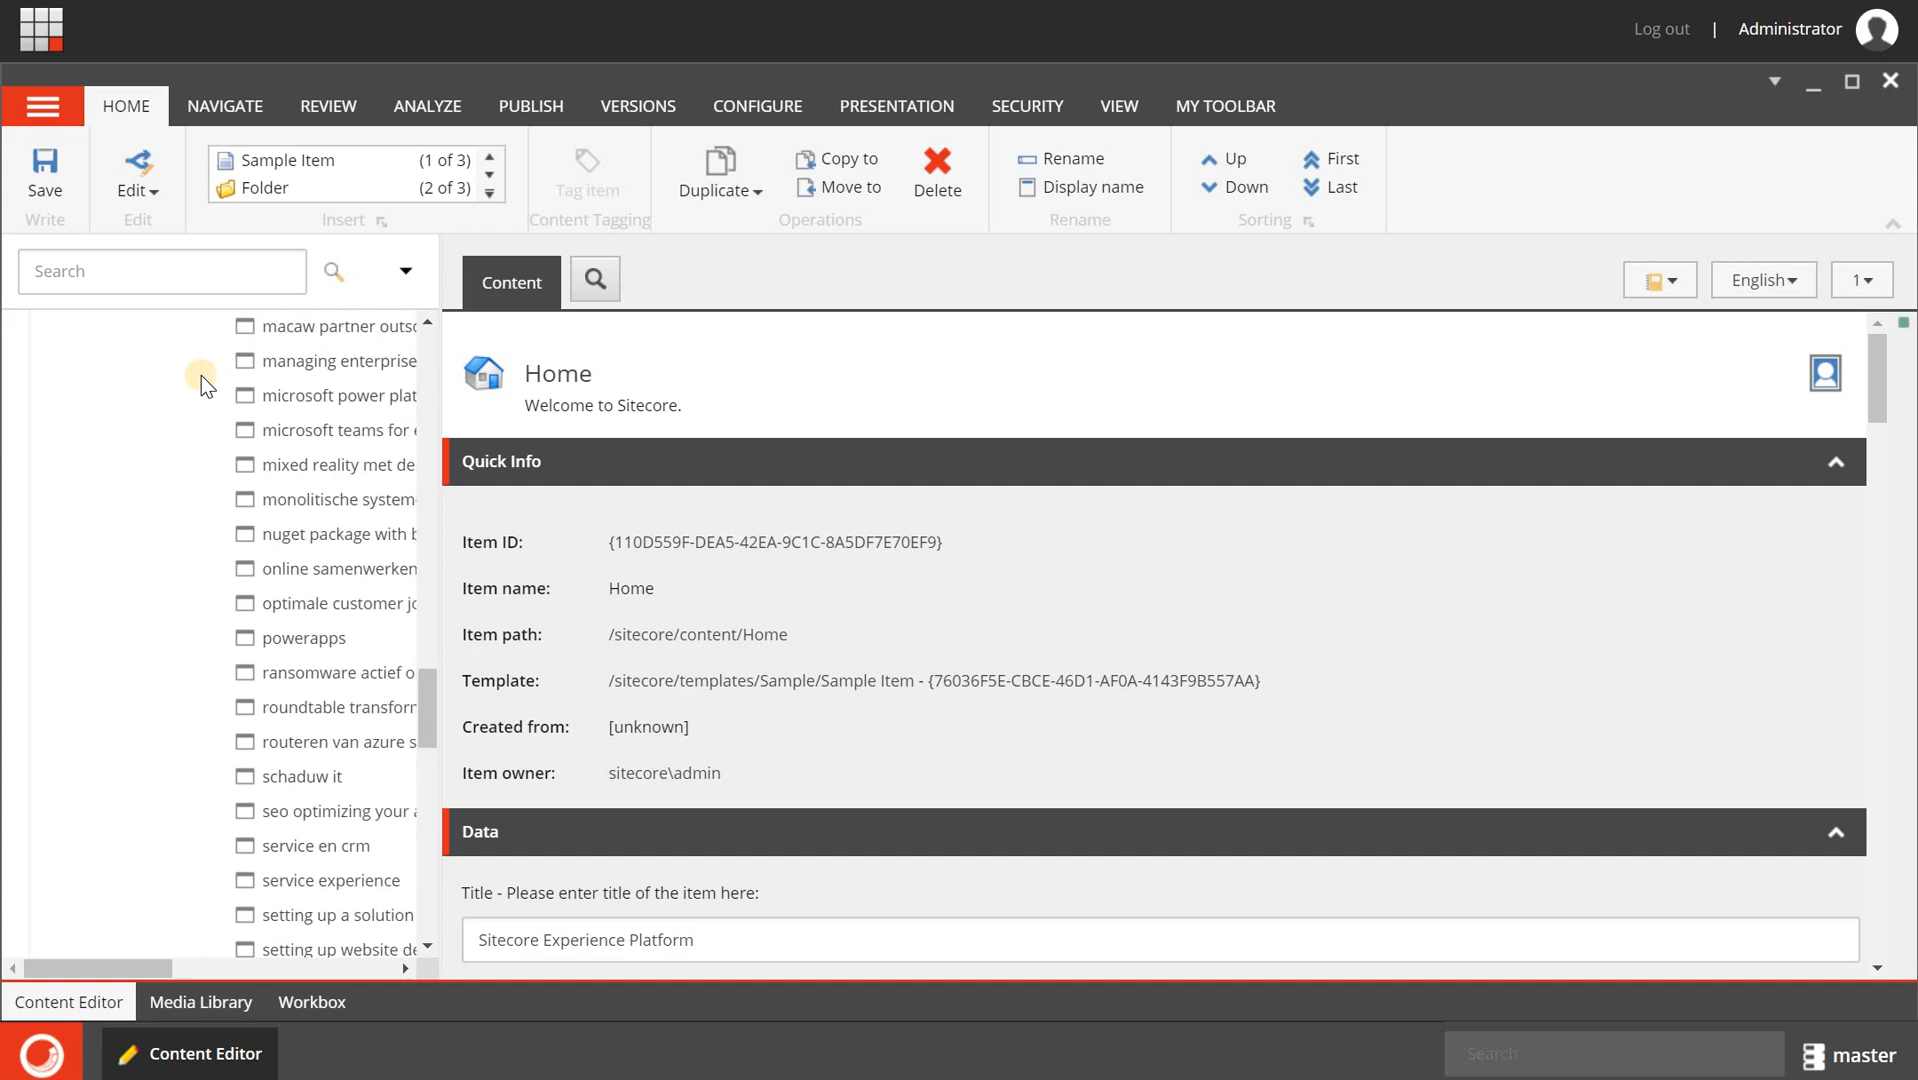 Log out | Administrator
HOME NAVIGATE REVIEW ANALYZE PUBLISH VERSIONS CONFIGURE PRESENTATION SECURITY VIEW MY TOOLBAR
Save
Write
Edit
Edit
Sample Item (1 of 3)
Folder (2 of 3)
Insert
Tag item
Content Tagging
Duplicate
Copy to
Move to
Delete
Operations
Rename
Display name
Rename
Up
Down
First
Last
Sorting
Search
macaw partner outs
managing enterprise
microsoft power plat
microsoft teams for
mixed reality met de
monolitische system
nuget package with
online samenwerken
optimale customer jo
powerapps
ransomware actief o
roundtable transfor
routeren van azure s
schaduw it
seo optimizing your
service en crm
service experience
setting up a solution
setting up website de
Content
English
1
Home
Welcome to Sitecore.
Quick Info
Item ID: {110D559F-DEA5-42EA-9C1C-8A5DF7E70EF9}
Item name: Home
Item path: /sitecore/content/Home
Template: /sitecore/templates/Sample/Sample Item - {76036F5E-CBCE-46D1-AF0A-4143F9B557AA}
Created from: [unknown]
Item owner: sitecore\admin
Data
Title - Please enter title of the item here:
Sitecore Experience Platform
Content Editor Media Library Workbox
Content Editor
Search
master